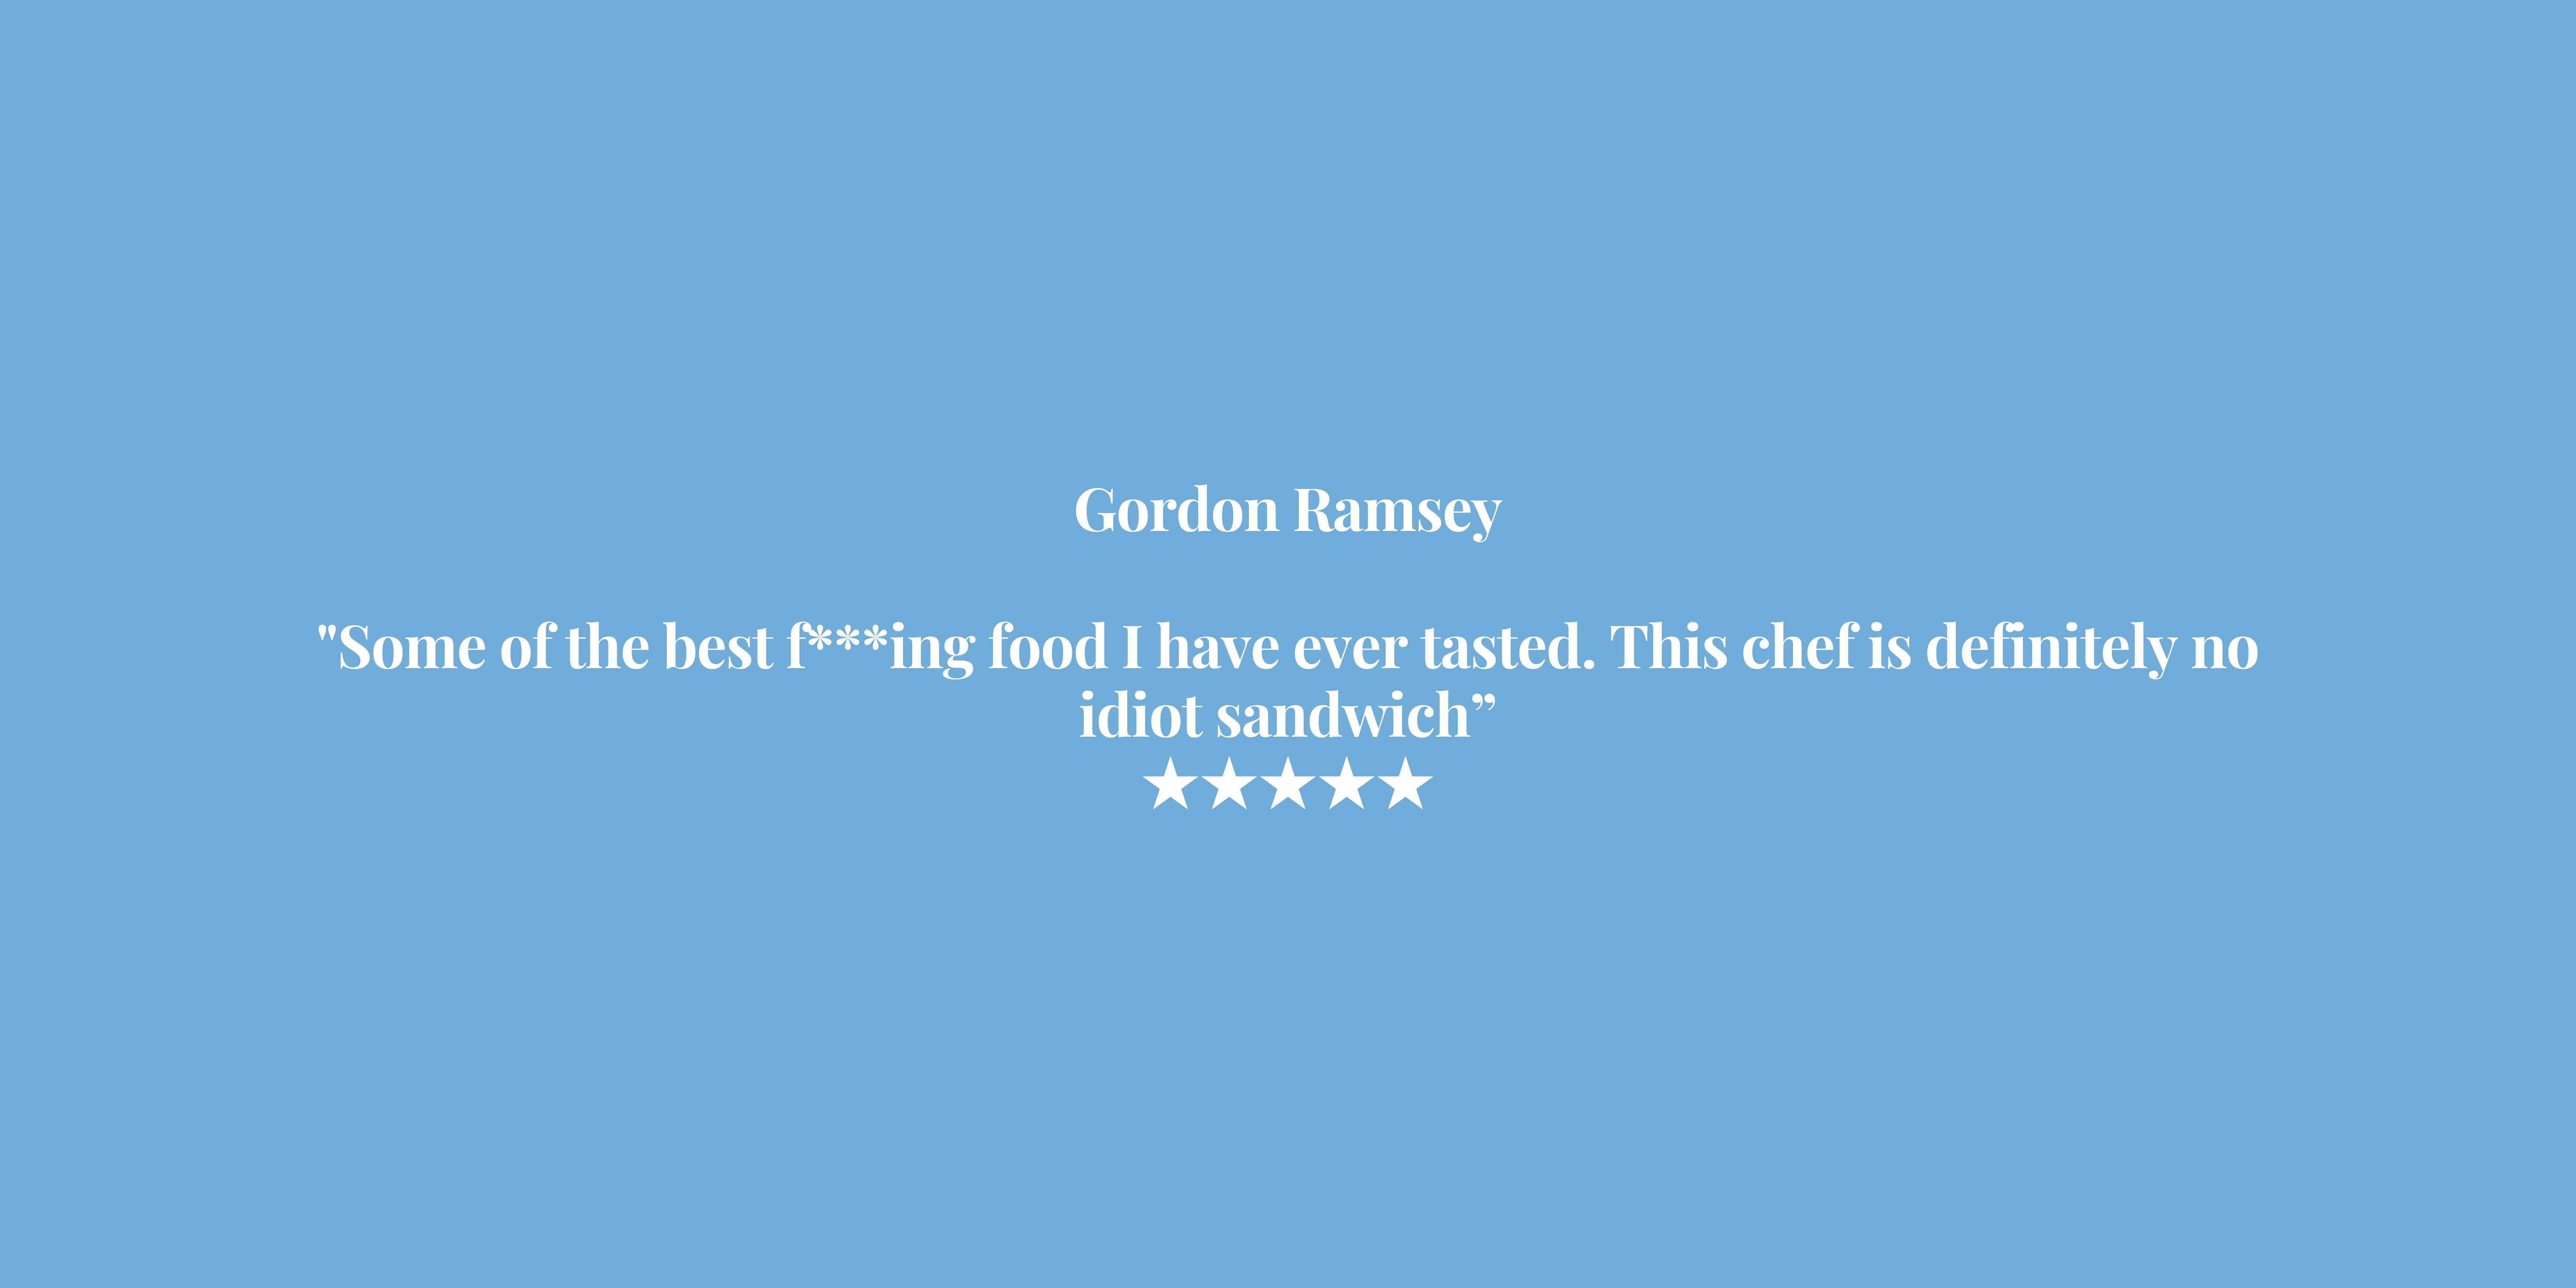 Gordon Ramsey
"Some of the best f***ing food I have ever tasted. This chef is definitely no
idiot sandwich”
★★★★★